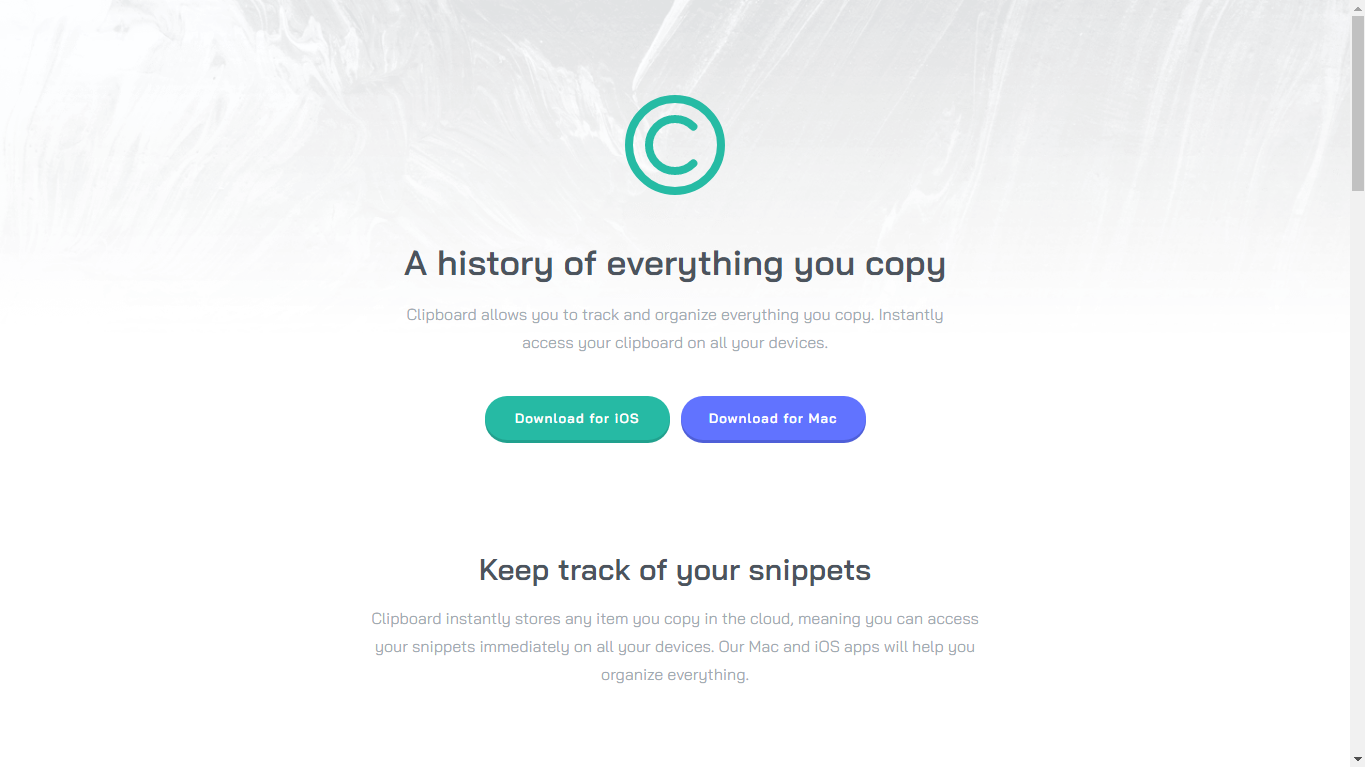 A history of everything you copy
Clipboard allows you to track and organize everything you copy. Instantly
access your clipboard on all your devices.
Download for iOS
Download for Mac
Keep track of your snippets
Clipboard instantly stores any item you copy in the cloud, meaning you can access
your snippets immediately on all your devices. Our Mac and iOS apps will help you
organize everything.